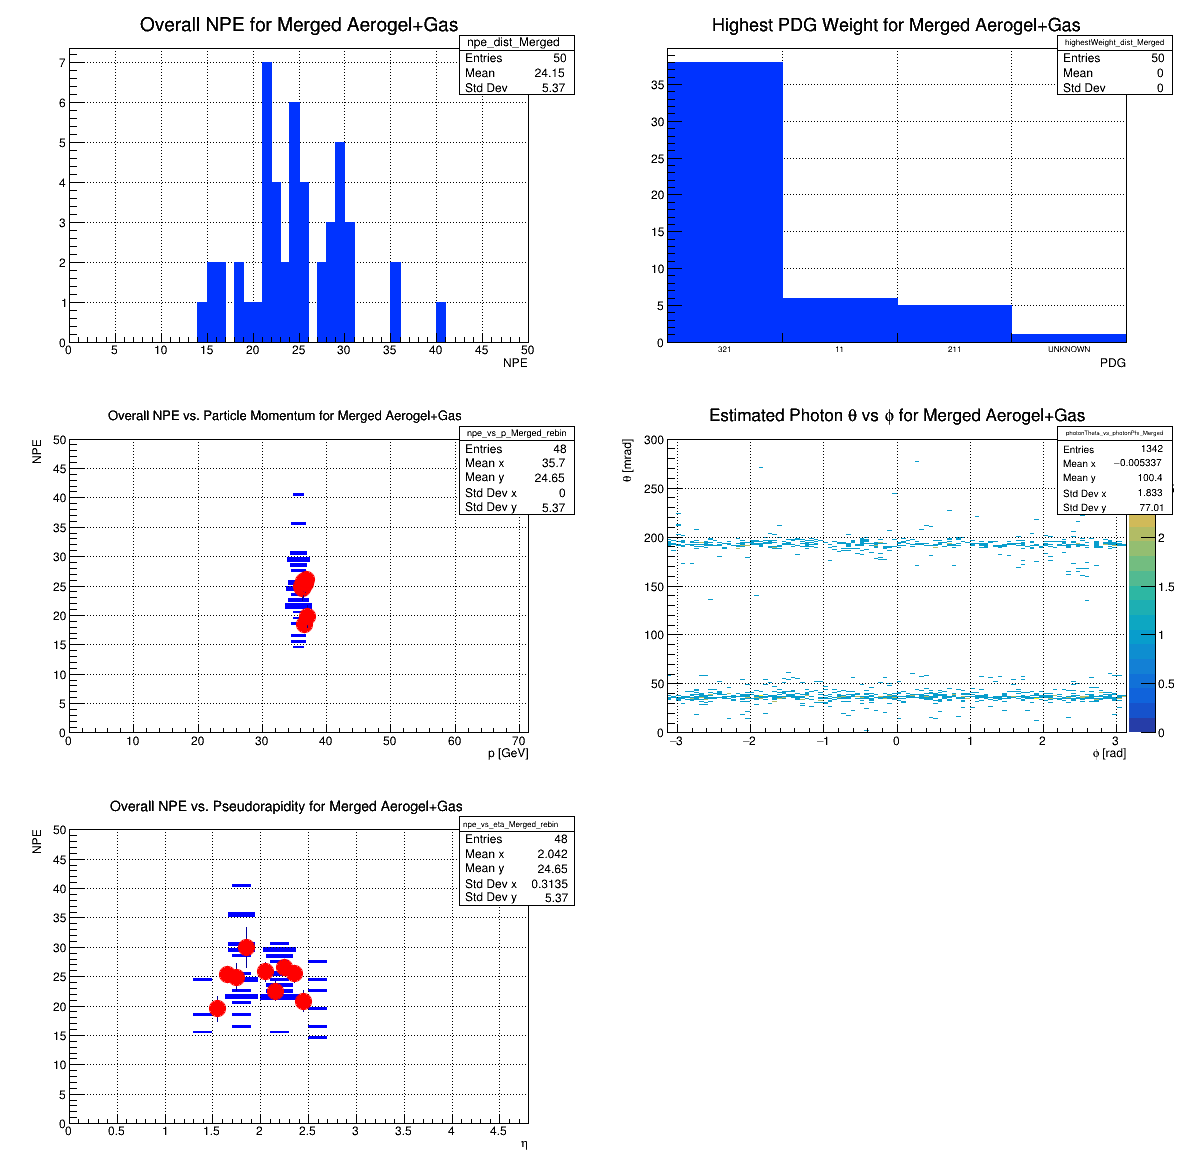 Overall NPE for Merged Aerogel+Gas
npe_dist_Merged
Entries 50
Mean 24.15
Std Dev 5.37
7
6
5
4
3
2
1
0
0 5 10 15 20 25 30 35 40 45 50
NPE
Highest PDG Weight for Merged Aerogel+Gas
highestWeight_dist_Merged
Entries 50
Mean 0
Std Dev 0
35
30
25
20
15
10
5
0
321 11 211 UNKNOWN
PDG
Overall NPE vs. Particle Momentum for Merged Aerogel+Gas
NPE
npe_vs_p_Merged_rebin
Entries 48
Mean x 35.7
Mean y 24.65
Std Dev x 0
Std Dev y 5.37
50
45
40
35
30
25
20
15
10
5
0
0 10 20 30 40 50 60 70
p [GeV]
Estimated Photon θ vs ϕ for Merged Aerogel+Gas
θ [mrad]
photonTheta_vs_photonPhi_Merged
Entries 1342
Mean x −0.005337
Mean y 100.4
Std Dev x 1.833
Std Dev y 77.01
300
250
200
150
100
50
0
−3 −2 −1 0 1 2 3
ϕ [rad]
2
1.5
1
0.5
0
Overall NPE vs. Pseudorapidity for Merged Aerogel+Gas
NPE
npe_vs_eta_Merged_rebin
Entries 48
Mean x 2.042
Mean y 24.65
Std Dev x 0.3135
Std Dev y 5.37
50
45
40
35
30
25
20
15
10
5
0
0 0.5 1 1.5 2 2.5 3 3.5 4 4.5
η